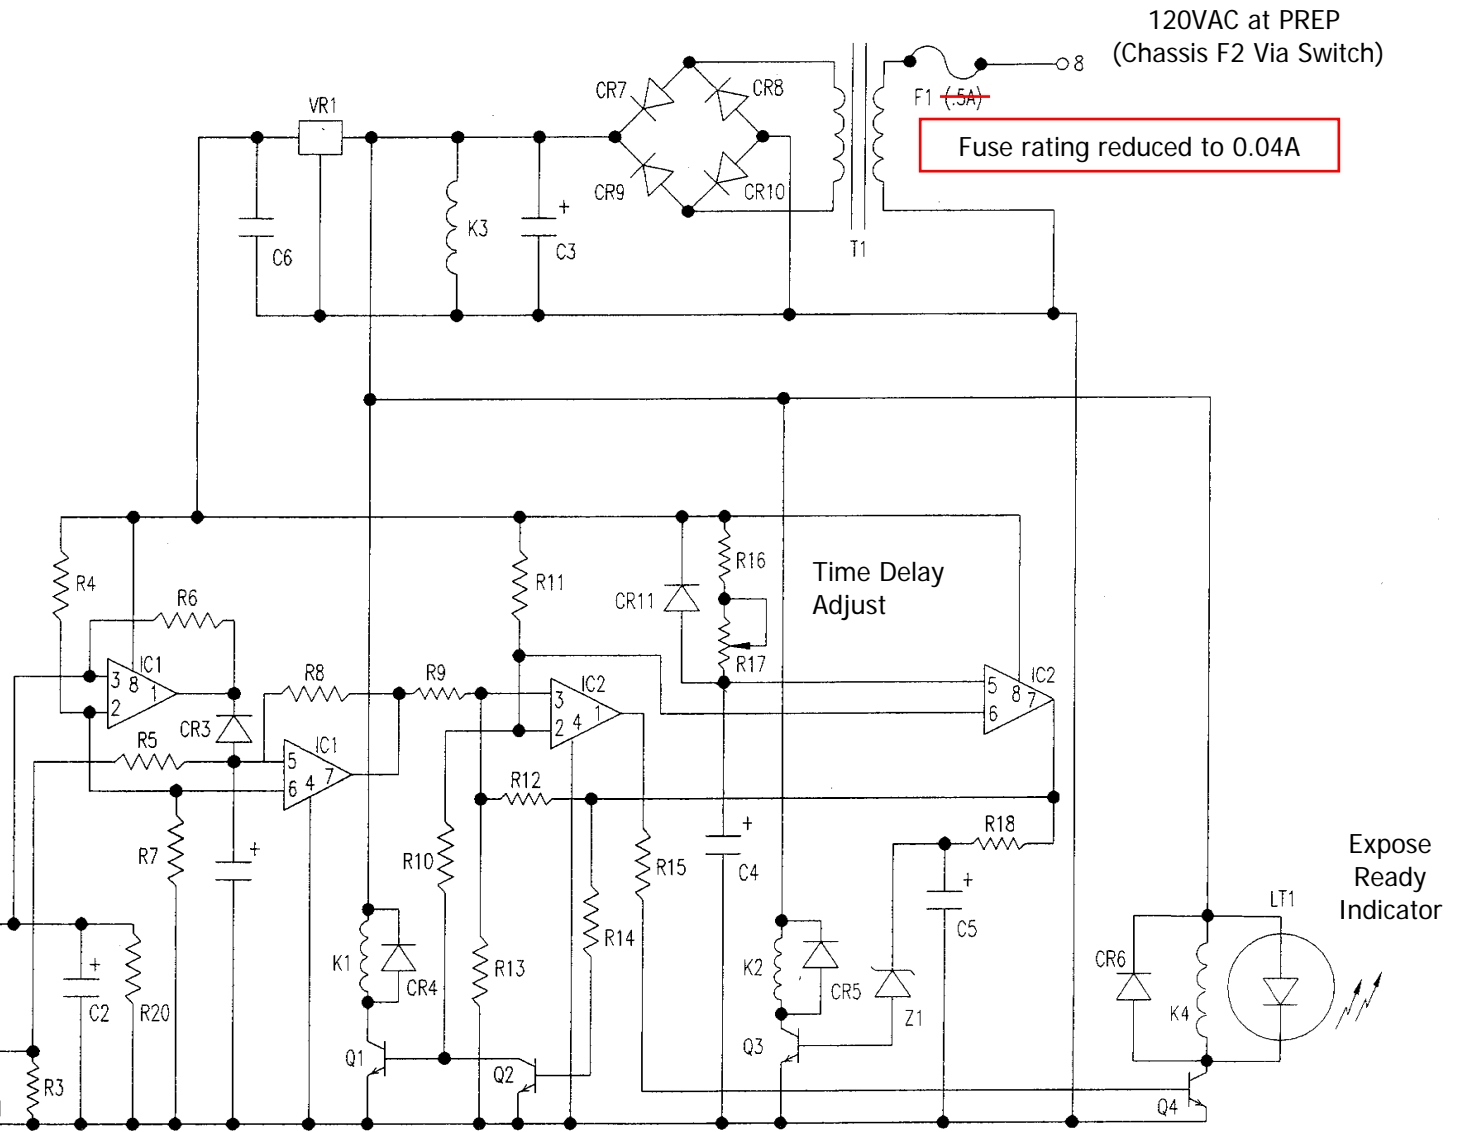 120VAC at PREP
(Chassis F2 Via Switch)
8
F1 (.5A)
Fuse rating reduced to 0.04A
CR7
CR8
VR1
CR9
CR10
K3
C6
C3
+
T1
R4
R6
R11
CR11
R16
Time Delay
Adjust
R17
IC1
3
8
1
2
R8
R9
IC2
3
4
1
2
IC2
5
8
7
6
CR3
R5
IC1
5
4
7
6
R12
R7
+
R10
R15
+
C4
R18
+
C5
Expose
Ready
Indicator
LT1
R14
K1
CR4
R13
K2
CR5
Z1
CR6
K4
+
C2
R20
Q1
Q2
Q3
R3
Q4